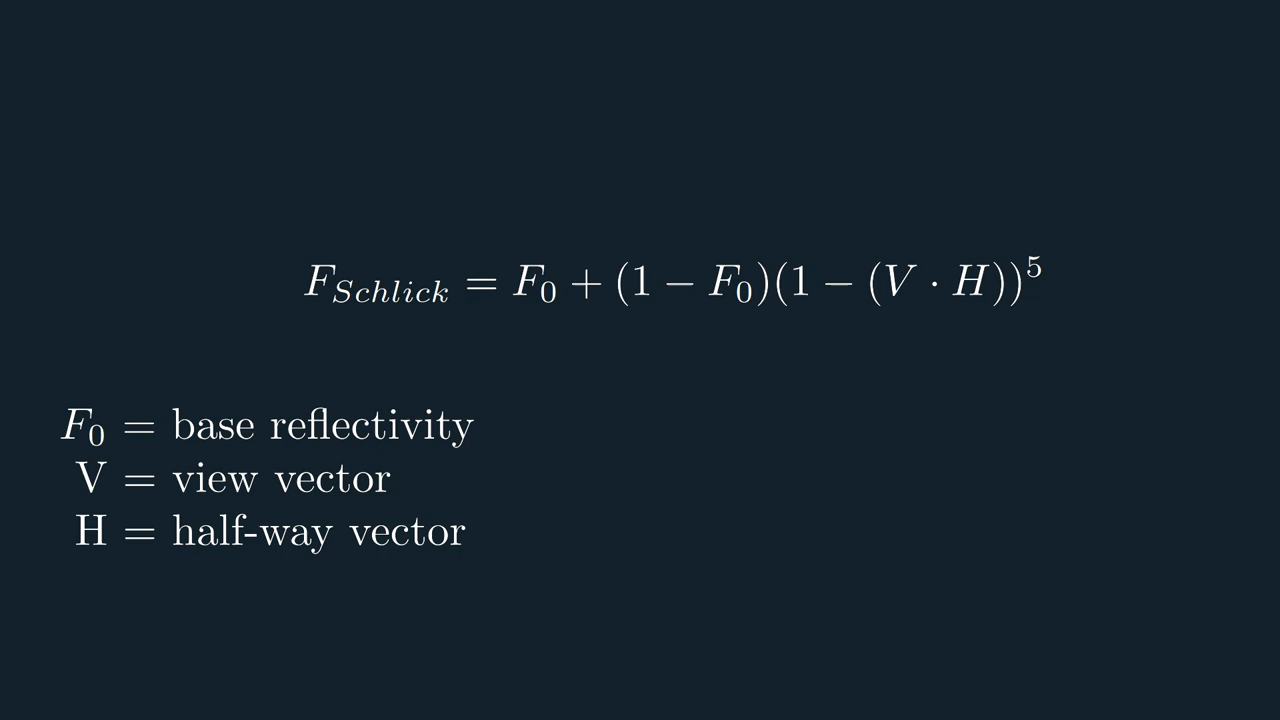 F_Schlick = F_0 + (1 − F_0)(1 − (V · H))^5
F_0 = base reflectivity
V = view vector
H = half-way vector